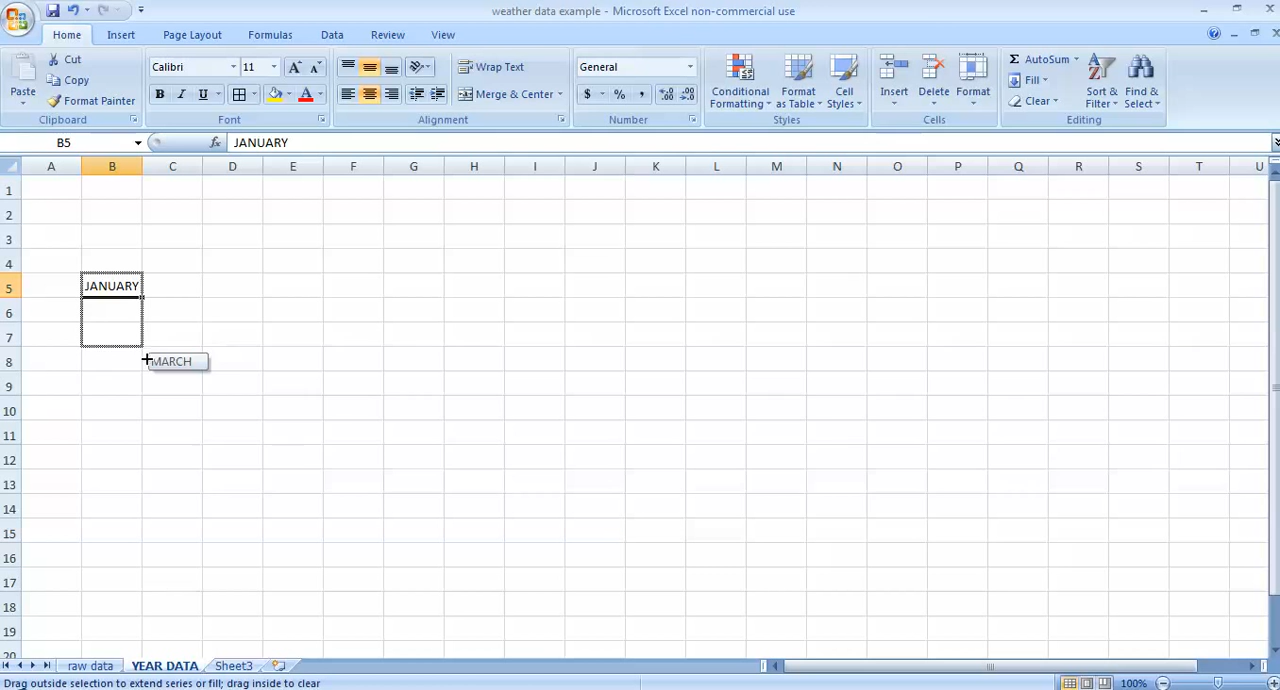 weather data example - Microsoft Excel non-commercial use
Home Insert Page Layout Formulas Data Review View
Paste
Cut
Copy
Format Painter
Clipboard
Calibri 11
B I U A
Font
Wrap Text
Merge & Center
Alignment
General
$ % ,
Number
Conditional Formatting
Format as Table
Cell Styles
Styles
Insert Delete Format
Cells
AutoSum
Fill
Clear
Sort & Filter
Find & Select
Editing
B5 fx JANUARY
A B C D E F G H I J K L M N O P Q R S T U
1
2
3
4
5 JANUARY
6
7
8 MARCH
9
10
11
12
13
14
15
16
17
18
19
20
raw data YEAR DATA Sheet3
Drag outside selection to extend series or fill; drag inside to clear 100%